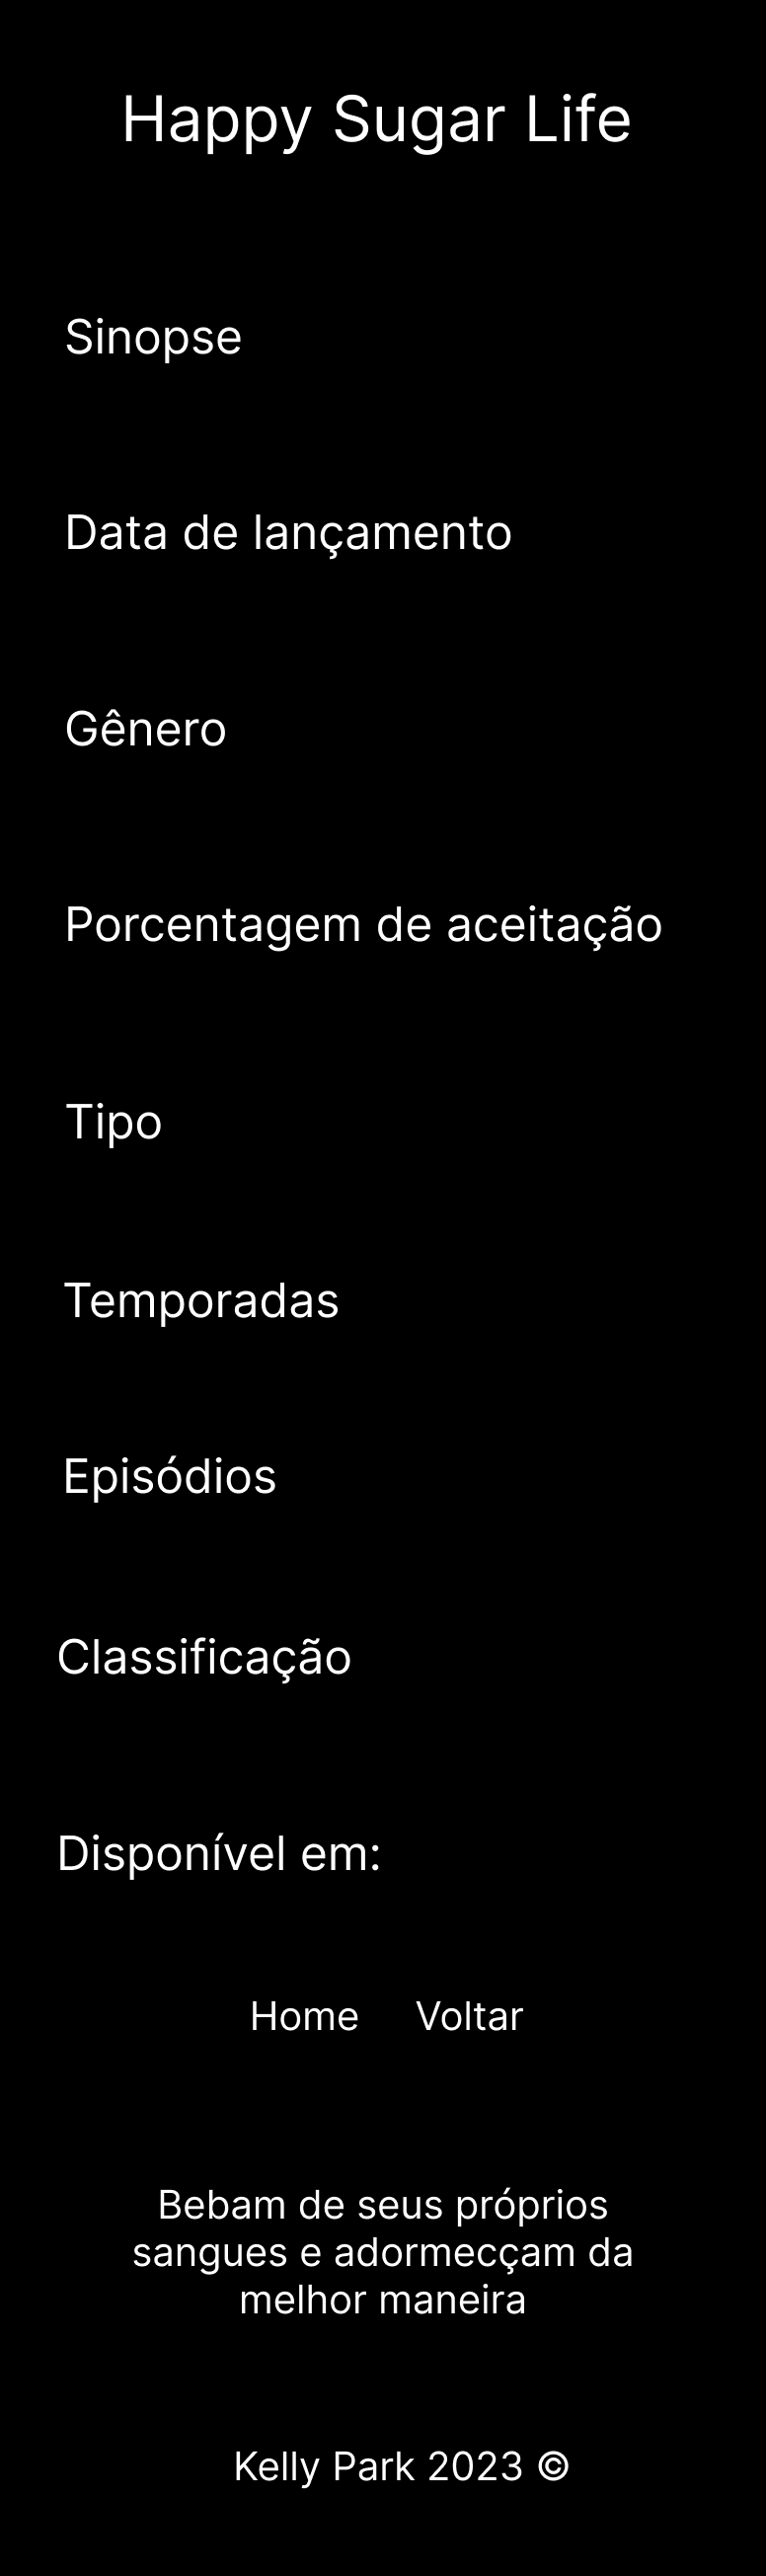 Happy Sugar Life
Sinopse
Data de lançamento
Gênero
Porcentagem de aceitação
Tipo
Temporadas
Episódios
Classificação
Disponível em:
Home Voltar
Bebam de seus próprios
sangues e adormecçam da
melhor maneira
Kelly Park 2023 ©